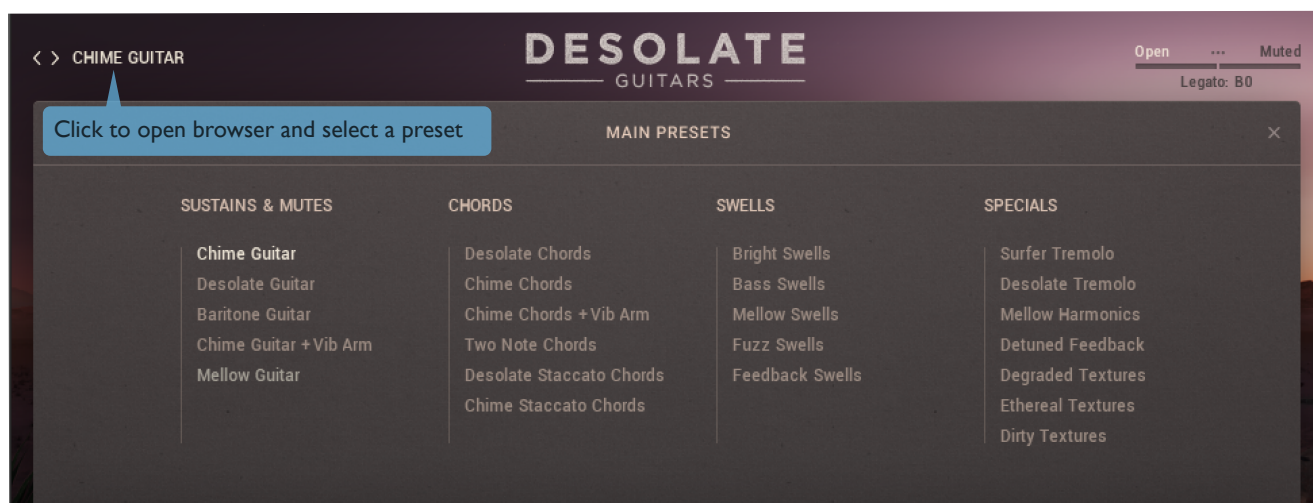 CHIME GUITAR
DESOLATE
GUITARS
Open ... Muted
Legato: B0
Click to open browser and select a preset
MAIN PRESETS
SUSTAINS & MUTES
Chime Guitar
Desolate Guitar
Baritone Guitar
Chime Guitar + Vib Arm
Mellow Guitar
CHORDS
Desolate Chords
Chime Chords
Chime Chords + Vib Arm
Two Note Chords
Desolate Staccato Chords
Chime Staccato Chords
SWELLS
Bright Swells
Bass Swells
Mellow Swells
Fuzz Swells
Feedback Swells
SPECIALS
Surfer Tremolo
Desolate Tremolo
Mellow Harmonics
Detuned Feedback
Degraded Textures
Ethereal Textures
Dirty Textures